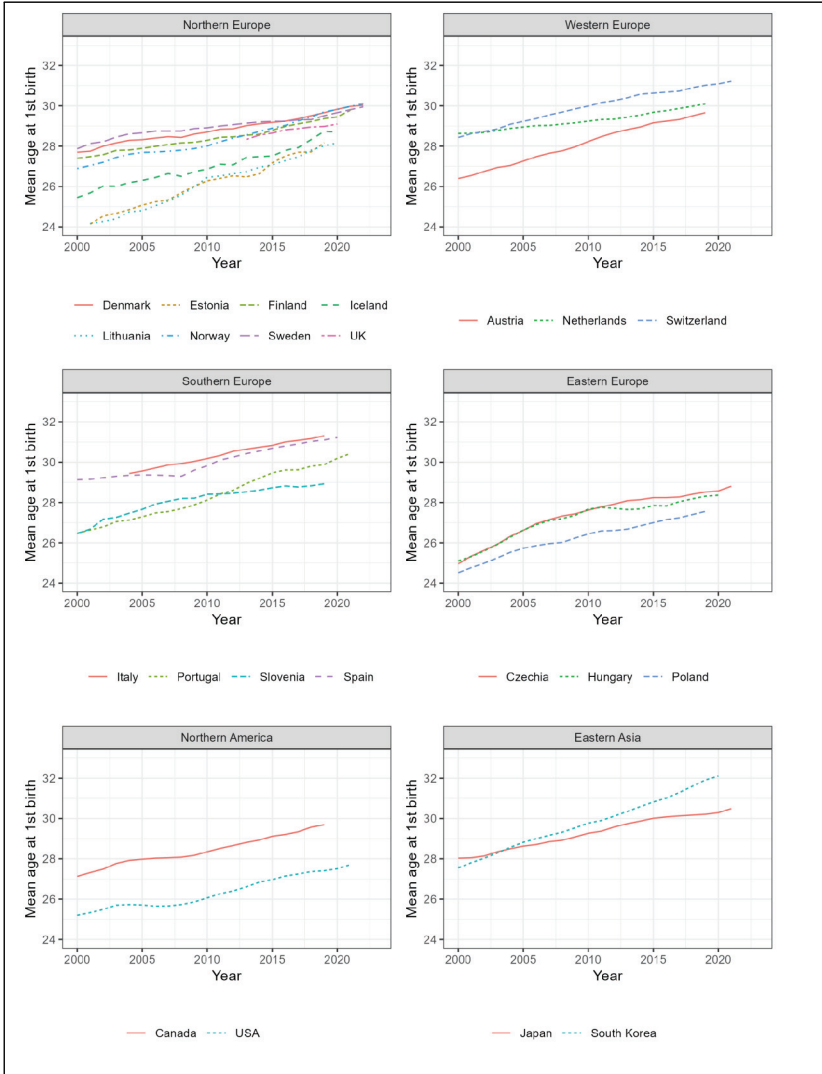 Northern Europe
Mean age at 1st birth
32
30
28
26
24
2000 2005 2010 2015 2020
Year
Denmark Estonia Finland Iceland
Lithuania Norway Sweden UK
Western Europe
Mean age at 1st birth
32
30
28
26
24
2000 2005 2010 2015 2020
Year
Austria Netherlands Switzerland
Southern Europe
Mean age at 1st birth
32
30
28
26
24
2000 2005 2010 2015 2020
Year
Italy Portugal Slovenia Spain
Eastern Europe
Mean age at 1st birth
32
30
28
26
24
2000 2005 2010 2015 2020
Year
Czechia Hungary Poland
Northern America
Mean age at 1st birth
32
30
28
26
24
2000 2005 2010 2015 2020
Year
Canada USA
Eastern Asia
Mean age at 1st birth
32
30
28
26
24
2000 2005 2010 2015 2020
Year
Japan South Korea